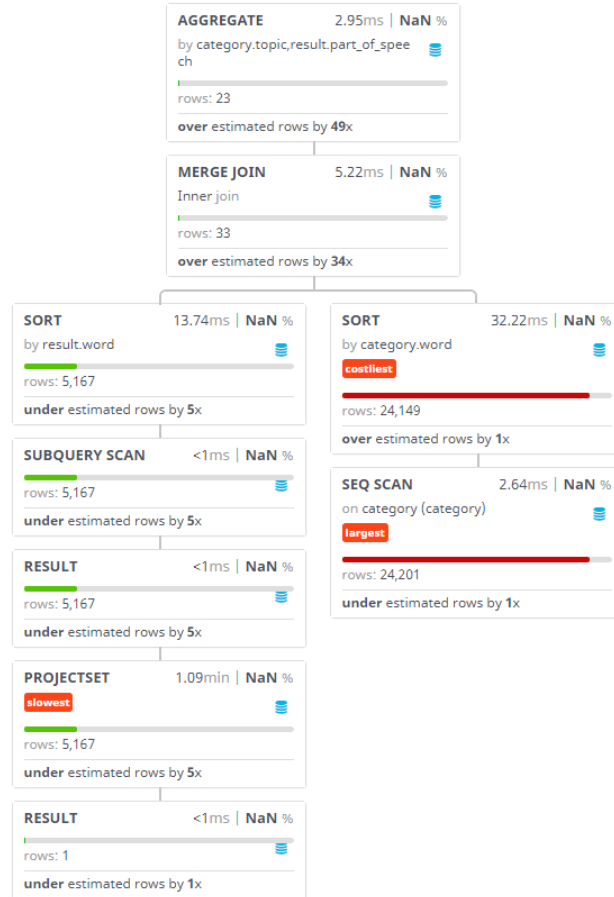 AGGREGATE 2.95ms | NaN %
by category.topic,result.part_of_spee
ch
rows: 23
over estimated rows by 49x
MERGE JOIN 5.22ms | NaN %
Inner join
rows: 33
over estimated rows by 34x
SORT 13.74ms | NaN %
by result.word
rows: 5,167
under estimated rows by 5x
SUBQUERY SCAN <1ms | NaN %
rows: 5,167
under estimated rows by 5x
RESULT <1ms | NaN %
rows: 5,167
under estimated rows by 5x
PROJECTSET 1.09min | NaN %
slowest
rows: 5,167
under estimated rows by 5x
RESULT <1ms | NaN %
rows: 1
under estimated rows by 1x
SORT 32.22ms | NaN %
by category.word
costliest
rows: 24,149
over estimated rows by 1x
SEQ SCAN 2.64ms | NaN %
on category (category)
largest
rows: 24,201
under estimated rows by 1x